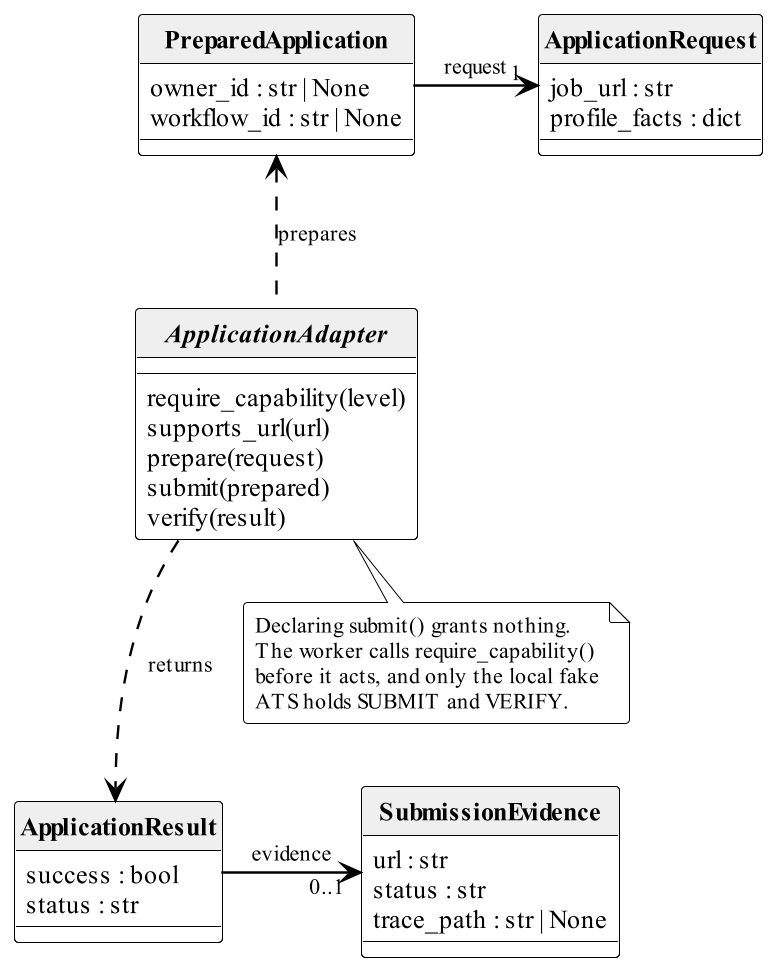 PreparedApplication
owner_id : str | None
workflow_id : str | None
request
1
ApplicationRequest
job_url : str
profile_facts : dict
prepares
ApplicationAdapter
require_capability(level)
supports_url(url)
prepare(request)
submit(prepared)
verify(result)
Declaring submit() grants nothing.
The worker calls require_capability()
before it acts, and only the local fake
ATS holds SUBMIT and VERIFY.
returns
ApplicationResult
success : bool
status : str
evidence
0..1
SubmissionEvidence
url : str
status : str
trace_path : str | None